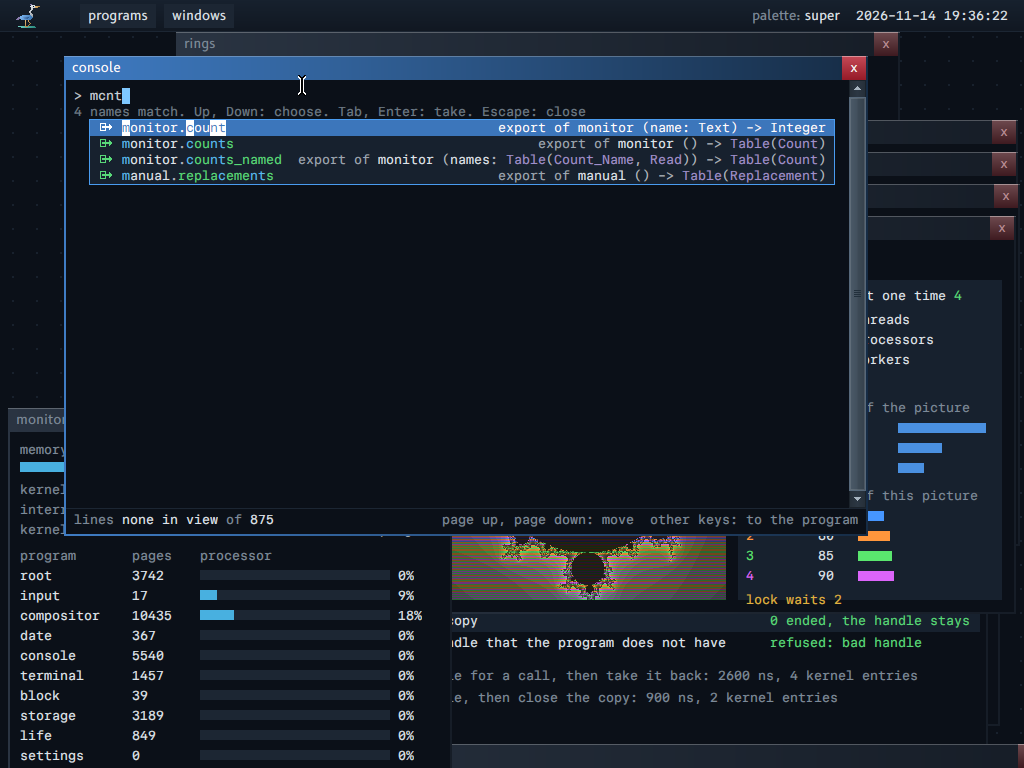 programs windows palette: super 2026-11-14 19:36:22
rings x
console x
> mcnt
4 names match. Up, Down: choose. Tab, Enter: take. Escape: close
monitor.count export of monitor (name: Text) -> Integer
monitor.counts export of monitor () -> Table(Count)
monitor.counts_named export of monitor (names: Table(Count_Name, Read)) -> Table(Count)
manual.replacements export of manual () -> Table(Replacement)
x
x
x
x
t one time 4
reads
rocessors
rkers
f the picture
f this picture
lines none in view of 875 page up, page down: move other keys: to the program
monitor
memory
kernel
inter
kernel
program pages processor
root 3742 0%
input 17 9%
compositor 10435 18%
date 367 0%
console 5540 0%
terminal 1457 0%
block 39 0%
storage 3189 0%
life 849 0%
settings 0 0%
3 85
4 90
lock waits 2
copy 0 ended, the handle stays
ndle that the program does not have refused: bad handle
le for a call, then take it back: 2600 ns, 4 kernel entries
le, then close the copy: 900 ns, 2 kernel entries
x